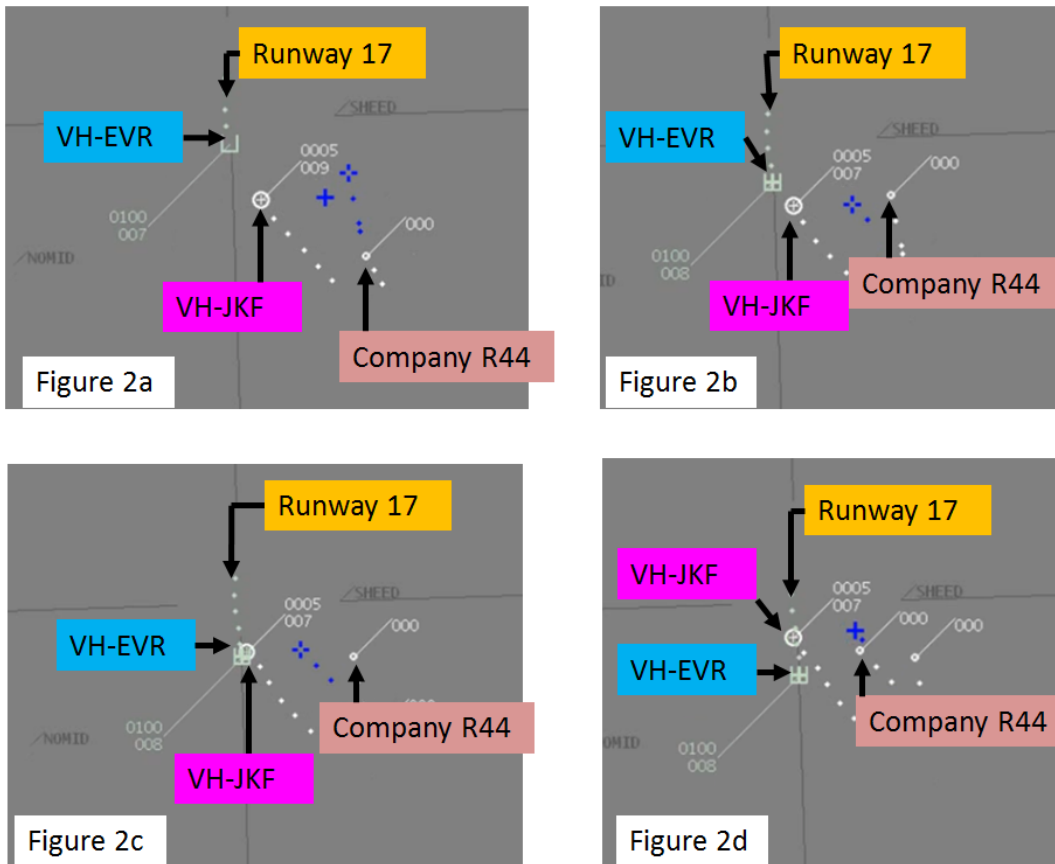 Runway 17
SHEED
VH-EVR
0005
009
000
0100
007
NOMID
VH-JKF
Company R44
Figure 2a
Runway 17
SHEED
VH-EVR
0005
007
000
0100
008
ID
VH-JKF
Company R44
Figure 2b
Runway 17
0005
007
SHEED
VH-EVR
000
0100
008
NOMID
Company R44
VH-JKF
Figure 2c
Runway 17
VH-JKF
0005
007
SHEED
000
000
VH-EVR
OMID
0100
008
Company R44
Figure 2d